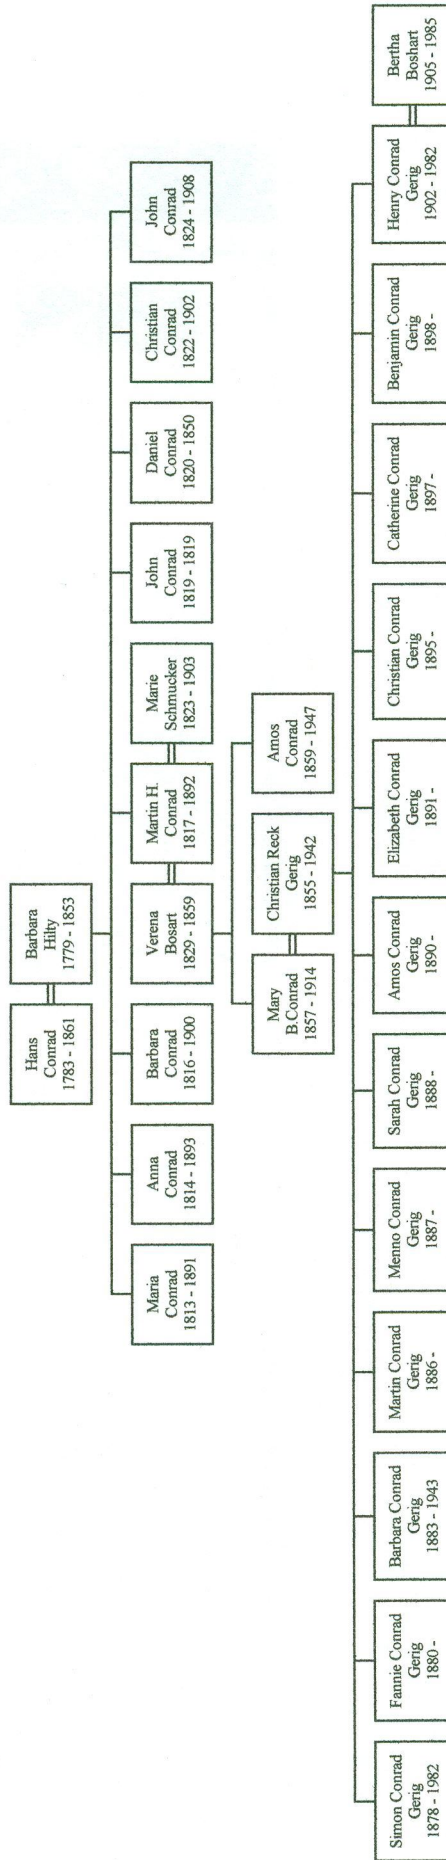 Hans
Conrad
1783 - 1861
Barbara
Hilty
1779 - 1853
Maria
Conrad
1813 - 1891
Anna
Conrad
1814 - 1893
Barbara
Conrad
1816 - 1900
Verena
Bosart
1829 - 1859
Martin H.
Conrad
1817 - 1892
Marie
Schmucker
1823 - 1903
John
Conrad
1819 - 1819
Daniel
Conrad
1820 - 1850
Christian
Conrad
1822 - 1902
John
Conrad
1824 - 1908
Mary
B.Conrad
1857 - 1914
Christian Reck
Gerig
1855 - 1942
Amos
Conrad
1859 - 1947
Simon Conrad
Gerig
1878 - 1982
Fannie Conrad
Gerig
1880 -
Barbara Conrad
Gerig
1883 - 1943
Martin Conrad
Gerig
1886 -
Menno Conrad
Gerig
1887 -
Sarah Conrad
Gerig
1888 -
Amos Conrad
Gerig
1890 -
Elizabeth Conrad
Gerig
1891 -
Christian Conrad
Gerig
1895 -
Catherine Conrad
Gerig
1897 -
Benjamin Conrad
Gerig
1898 -
Henry Conrad
Gerig
1902 - 1982
Bertha
Boshart
1905 - 1985